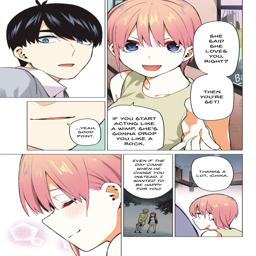 SHE
SAID
SHE
LOVES
YOU,
RIGHT?
THEN
YOU'RE
SET!
IF YOU START
ACTING LIKE
A WIMP, SHE'S
GONNA DROP
YOU LIKE
A ROCK.
...YEAH,
GOOD
POINT.
THANKS A
LOT, ICHIKA.
EVEN IF THE
DAY CAME
WHEN HE
CHOSE YOU
INSTEAD, I
WANTED TO
BE HAPPY
FOR YOU!